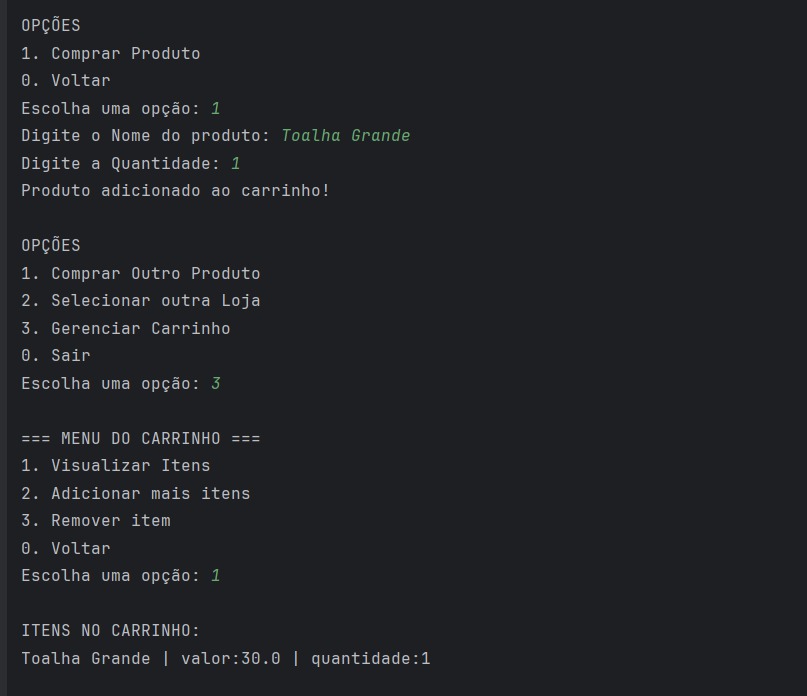 OPÇÕES
1. Comprar Produto
0. Voltar
Escolha uma opção: 1
Digite o Nome do produto: Toalha Grande
Digite a Quantidade: 1
Produto adicionado ao carrinho!
OPÇÕES
1. Comprar Outro Produto
2. Selecionar outra Loja
3. Gerenciar Carrinho
0. Sair
Escolha uma opção: 3
=== MENU DO CARRINHO ===
1. Visualizar Itens
2. Adicionar mais itens
3. Remover item
0. Voltar
Escolha uma opção: 1
ITENS NO CARRINHO:
Toalha Grande | valor:30.0 | quantidade:1